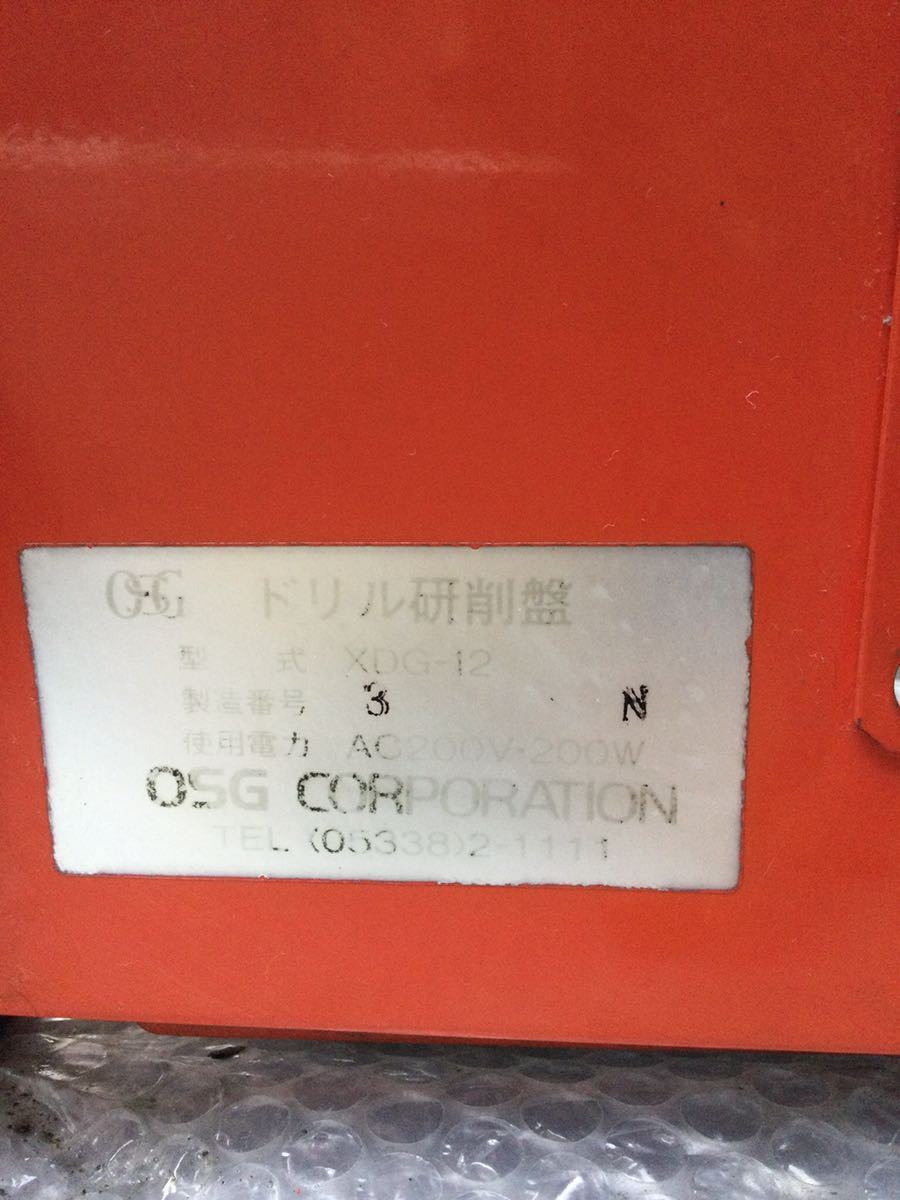 OSG ドリル研削盤
型 式 XDG-12
製造番号 3 N
使用電力 AC200V-200W
OSG CORPORATION
TEL (05338)2-1111